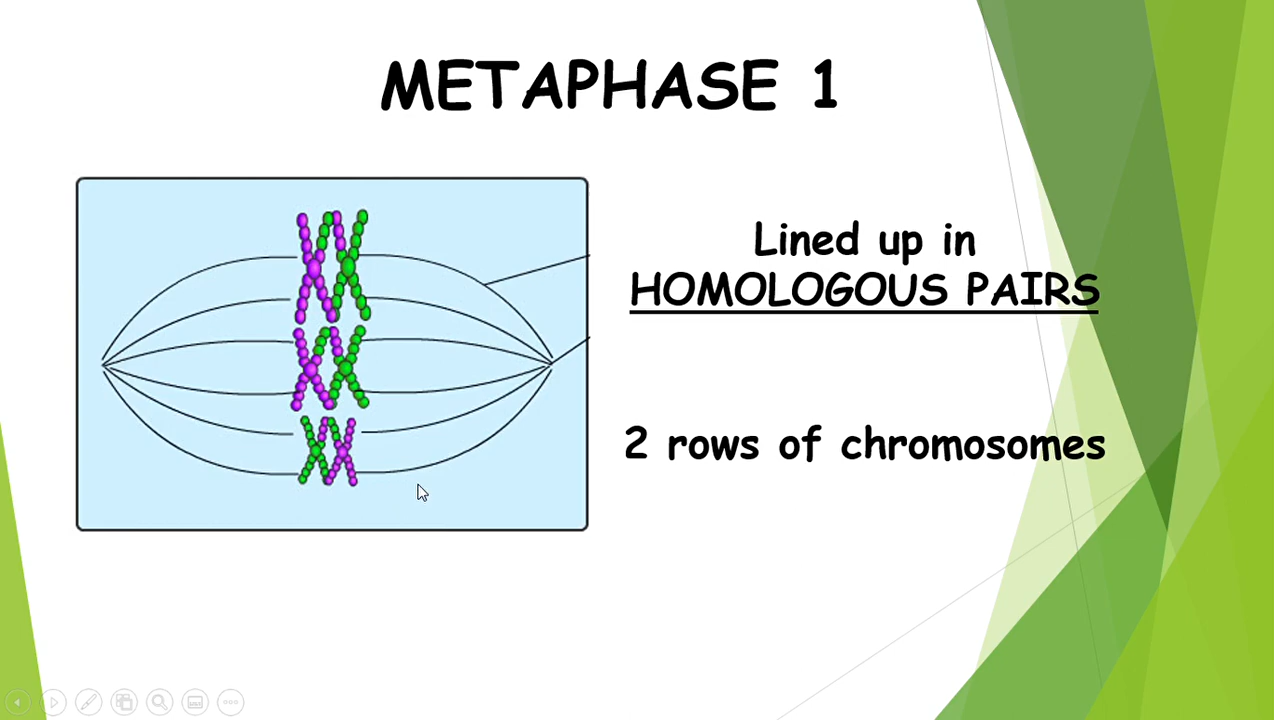 METAPHASE 1
Lined up in
HOMOLOGOUS PAIRS
2 rows of chromosomes